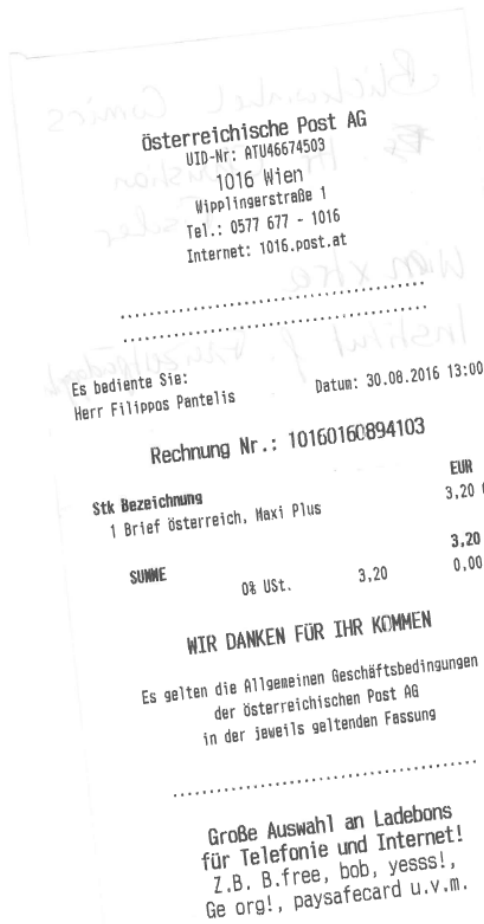 Österreichische Post AG
UID-Nr: ATU46674503
1016 Wien
Wipplingerstraße 1
Tel.: 0577 677 - 1016
Internet: 1016.post.at
Es bediente Sie:
Herr Filippos Pantelis
Datum: 30.08.2016 13:00
Rechnung Nr.: 10160160894103
Stk Bezeichnung EUR
1 Brief Österreich, Maxi Plus 3,20
SUMME 3,20
0% USt. 3,20 0,00
WIR DANKEN FÜR IHR KOMMEN
Es gelten die Allgemeinen Geschäftsbedingungen
der Österreichischen Post AG
in der jeweils geltenden Fassung
Große Auswahl an Ladebons
für Telefonie und Internet!
Z.B. B.free, bob, yesss!,
Ge org!, paysafecard u.v.m.